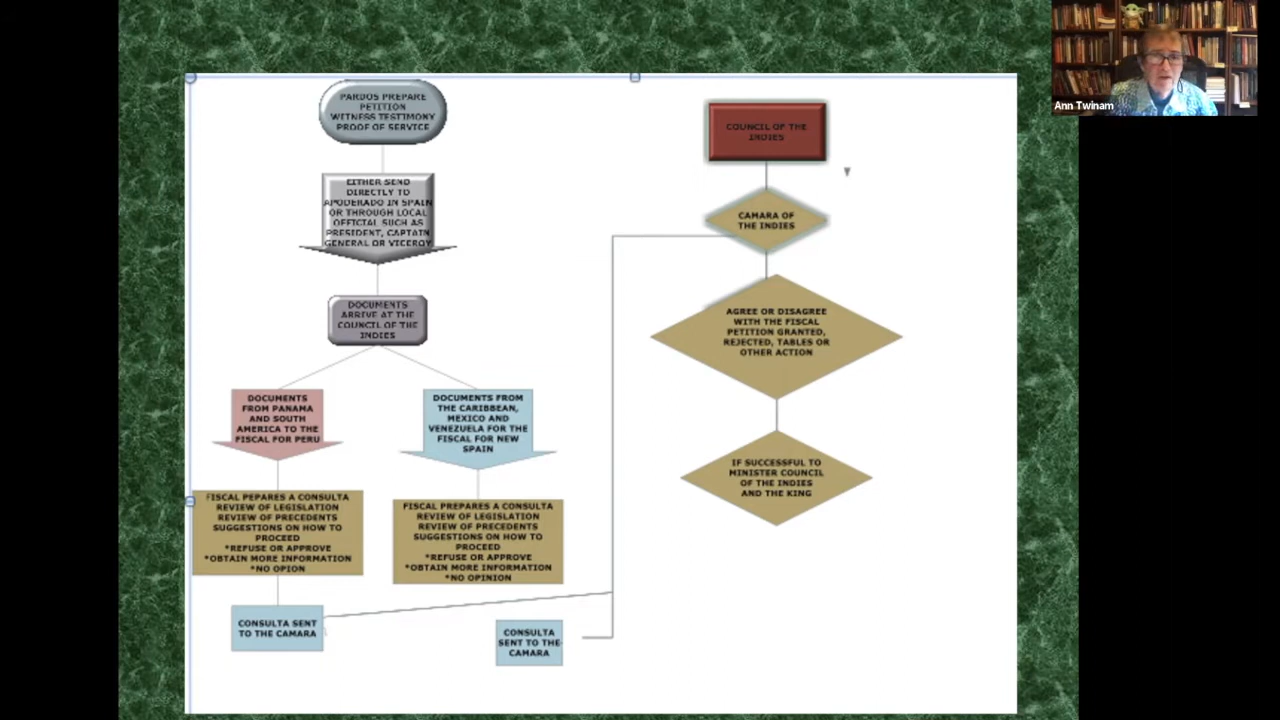 PARDOS PREPARE
PETITION
WITNESS TESTIMONY
PROOF OF SERVICE
EITHER SEND
DIRECTLY TO
APODERADO IN SPAIN
OR THROUGH LOCAL
OFFICIAL SUCH AS
PRESIDENT, CAPTAIN
GENERAL OR VICEROY
DOCUMENTS
ARRIVE AT THE
COUNCIL OF THE
INDIES
DOCUMENTS
FROM PANAMA
AND SOUTH
AMERICA TO THE
FISCAL FOR PERU
DOCUMENTS FROM
THE CARIBBEAN,
MEXICO AND
VENEZUELA FOR THE
FISCAL FOR NEW
SPAIN
FISCAL PEPARES A CONSULTA
REVIEW OF LEGISLATION
REVIEW OF PRECEDENTS
SUGGESTIONS ON HOW TO
PROCEED
*REFUSE OR APPROVE
*OBTAIN MORE INFORMATION
*NO OPION
FISCAL PREPARES A CONSULTA
REVIEW OF LEGISLATION
REVIEW OF PRECEDENTS
SUGGESTIONS ON HOW TO
PROCEED
*REFUSE OR APPROVE
*OBTAIN MORE INFORMATION
*NO OPINION
CONSULTA SENT
TO THE CAMARA
CONSULTA
SENT TO THE
CAMARA
COUNCIL OF THE
INDIES
CAMARA OF
THE INDIES
AGREE OR DISAGREE
WITH THE FISCAL
PETITION GRANTED,
REJECTED, TABLES OR
OTHER ACTION
IF SUCCESSFUL TO
MINISTER COUNCIL
OF THE INDIES
AND THE KING
Ann Twinam